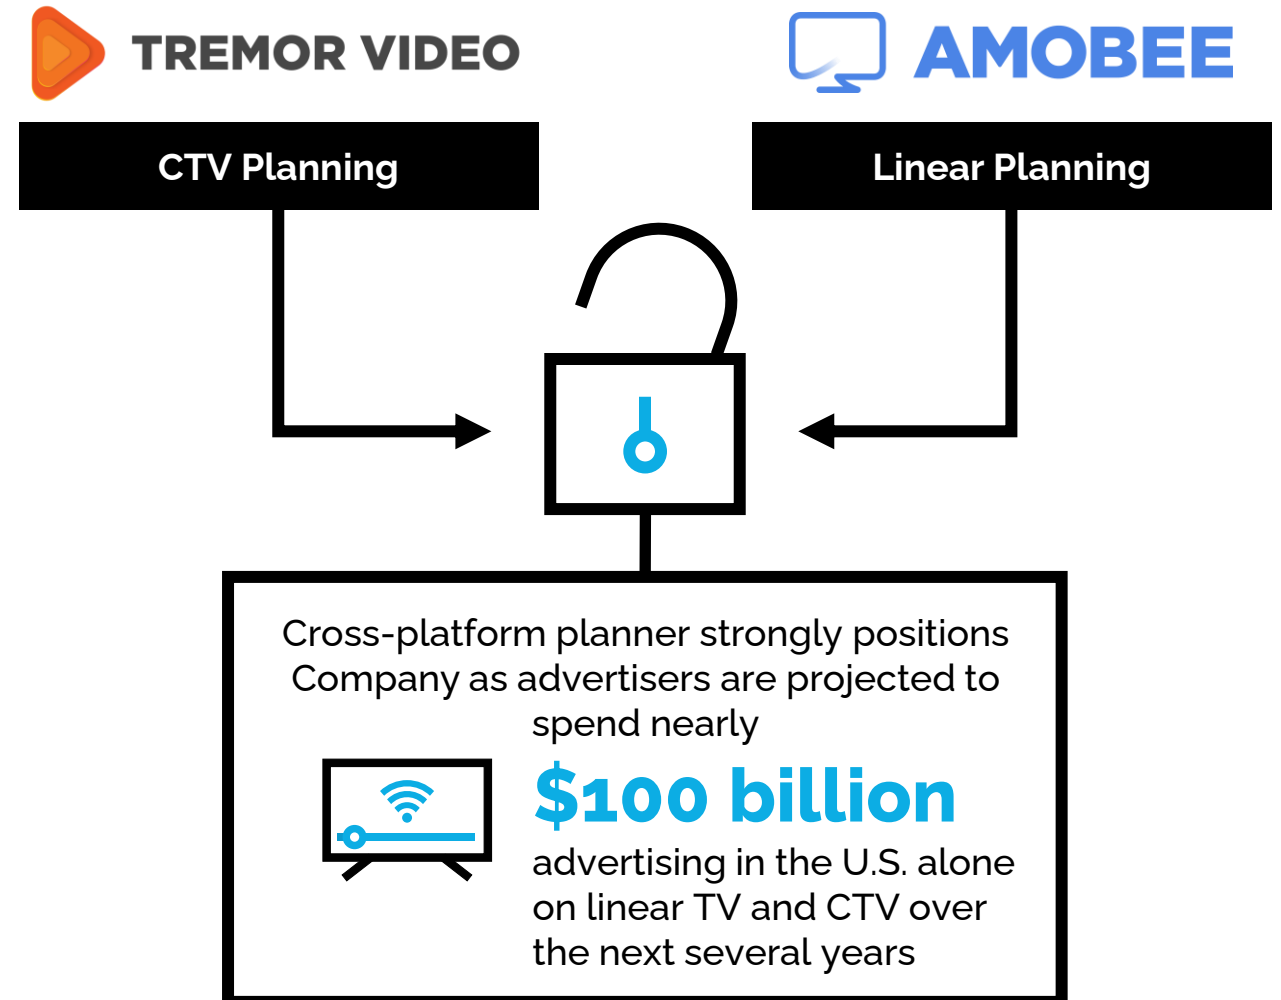 TREMOR VIDEO
AMOBEE
CTV Planning
Linear Planning
Cross-platform planner strongly positions
Company as advertisers are projected to
spend nearly
$100 billion
advertising in the U.S. alone
on linear TV and CTV over
the next several years